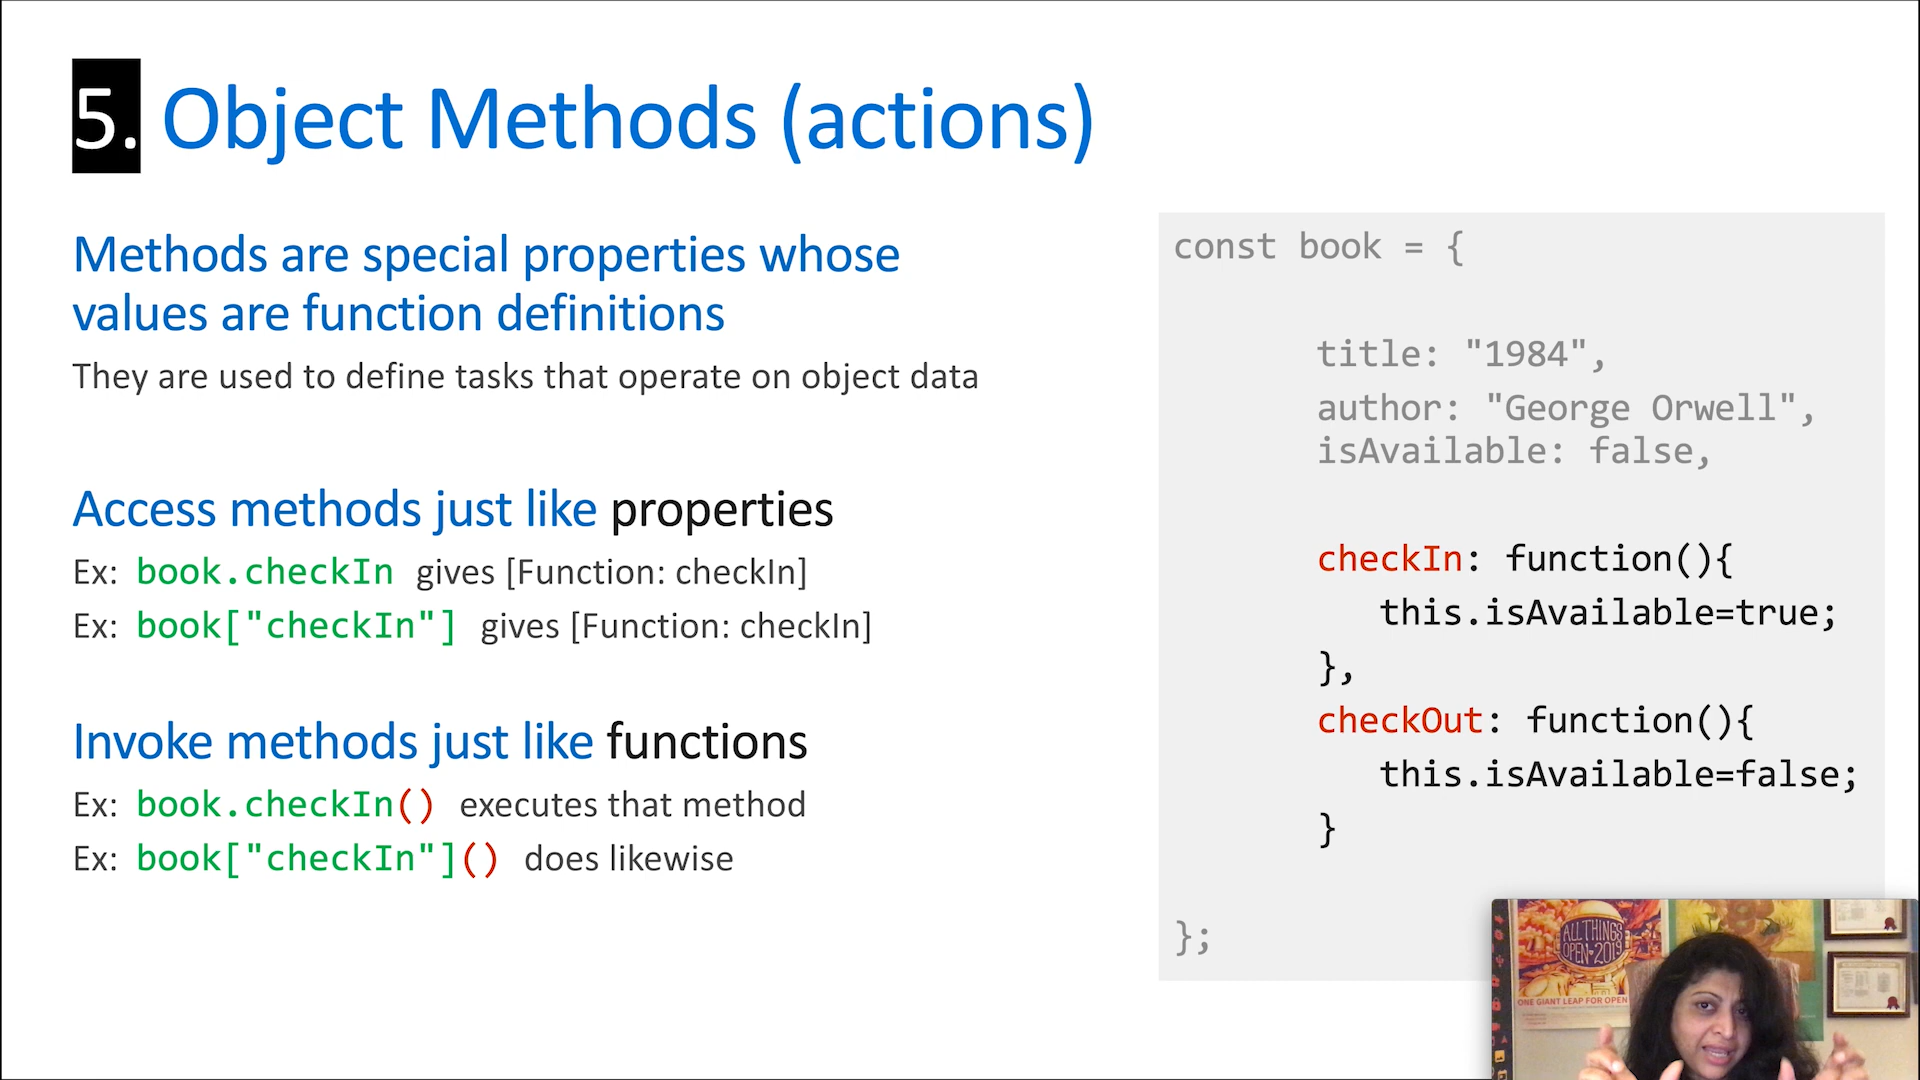 5. Object Methods (actions)
Methods are special properties whose
values are function definitions
They are used to define tasks that operate on object data
Access methods just like properties
Ex: book.checkIn gives [Function: checkIn]
Ex: book["checkIn"] gives [Function: checkIn]
Invoke methods just like functions
Ex: book.checkIn() executes that method
Ex: book["checkIn"]() does likewise
const book = {
title: "1984",
author: "George Orwell",
isAvailable: false,
checkIn: function(){
this.isAvailable=true;
},
checkOut: function(){
this.isAvailable=false;
}
};
ALL THINGS
OPEN 2019
ONE GIANT LEAP FOR OPEN